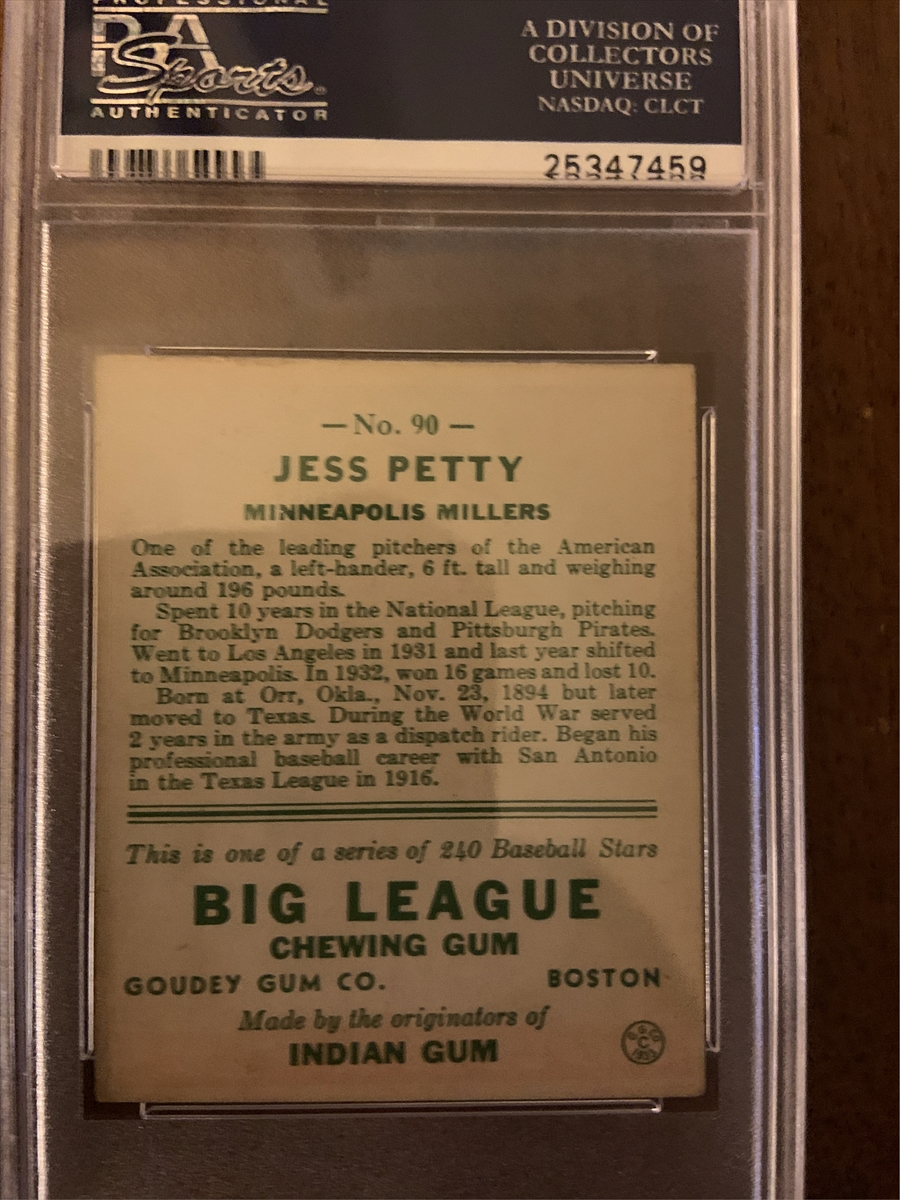 PROFESSIONAL
PSA
Sports
AUTHENTICATOR
A DIVISION OF
COLLECTORS
UNIVERSE
NASDAQ: CLCT
25347459
— No. 90 —
JESS PETTY
MINNEAPOLIS MILLERS
One of the leading pitchers of the American
Association, a left-hander, 6 ft. tall and weighing
around 196 pounds.
Spent 10 years in the National League, pitching
for Brooklyn Dodgers and Pittsburgh Pirates.
Went to Los Angeles in 1931 and last year shifted
to Minneapolis. In 1932, won 16 games and lost 10.
Born at Orr, Okla., Nov. 23, 1894 but later
moved to Texas. During the World War served
2 years in the army as a dispatch rider. Began his
professional baseball career with San Antonio
in the Texas League in 1916.
This is one of a series of 240 Baseball Stars
BIG LEAGUE
CHEWING GUM
GOUDEY GUM CO. BOSTON
Made by the originators of
INDIAN GUM
C